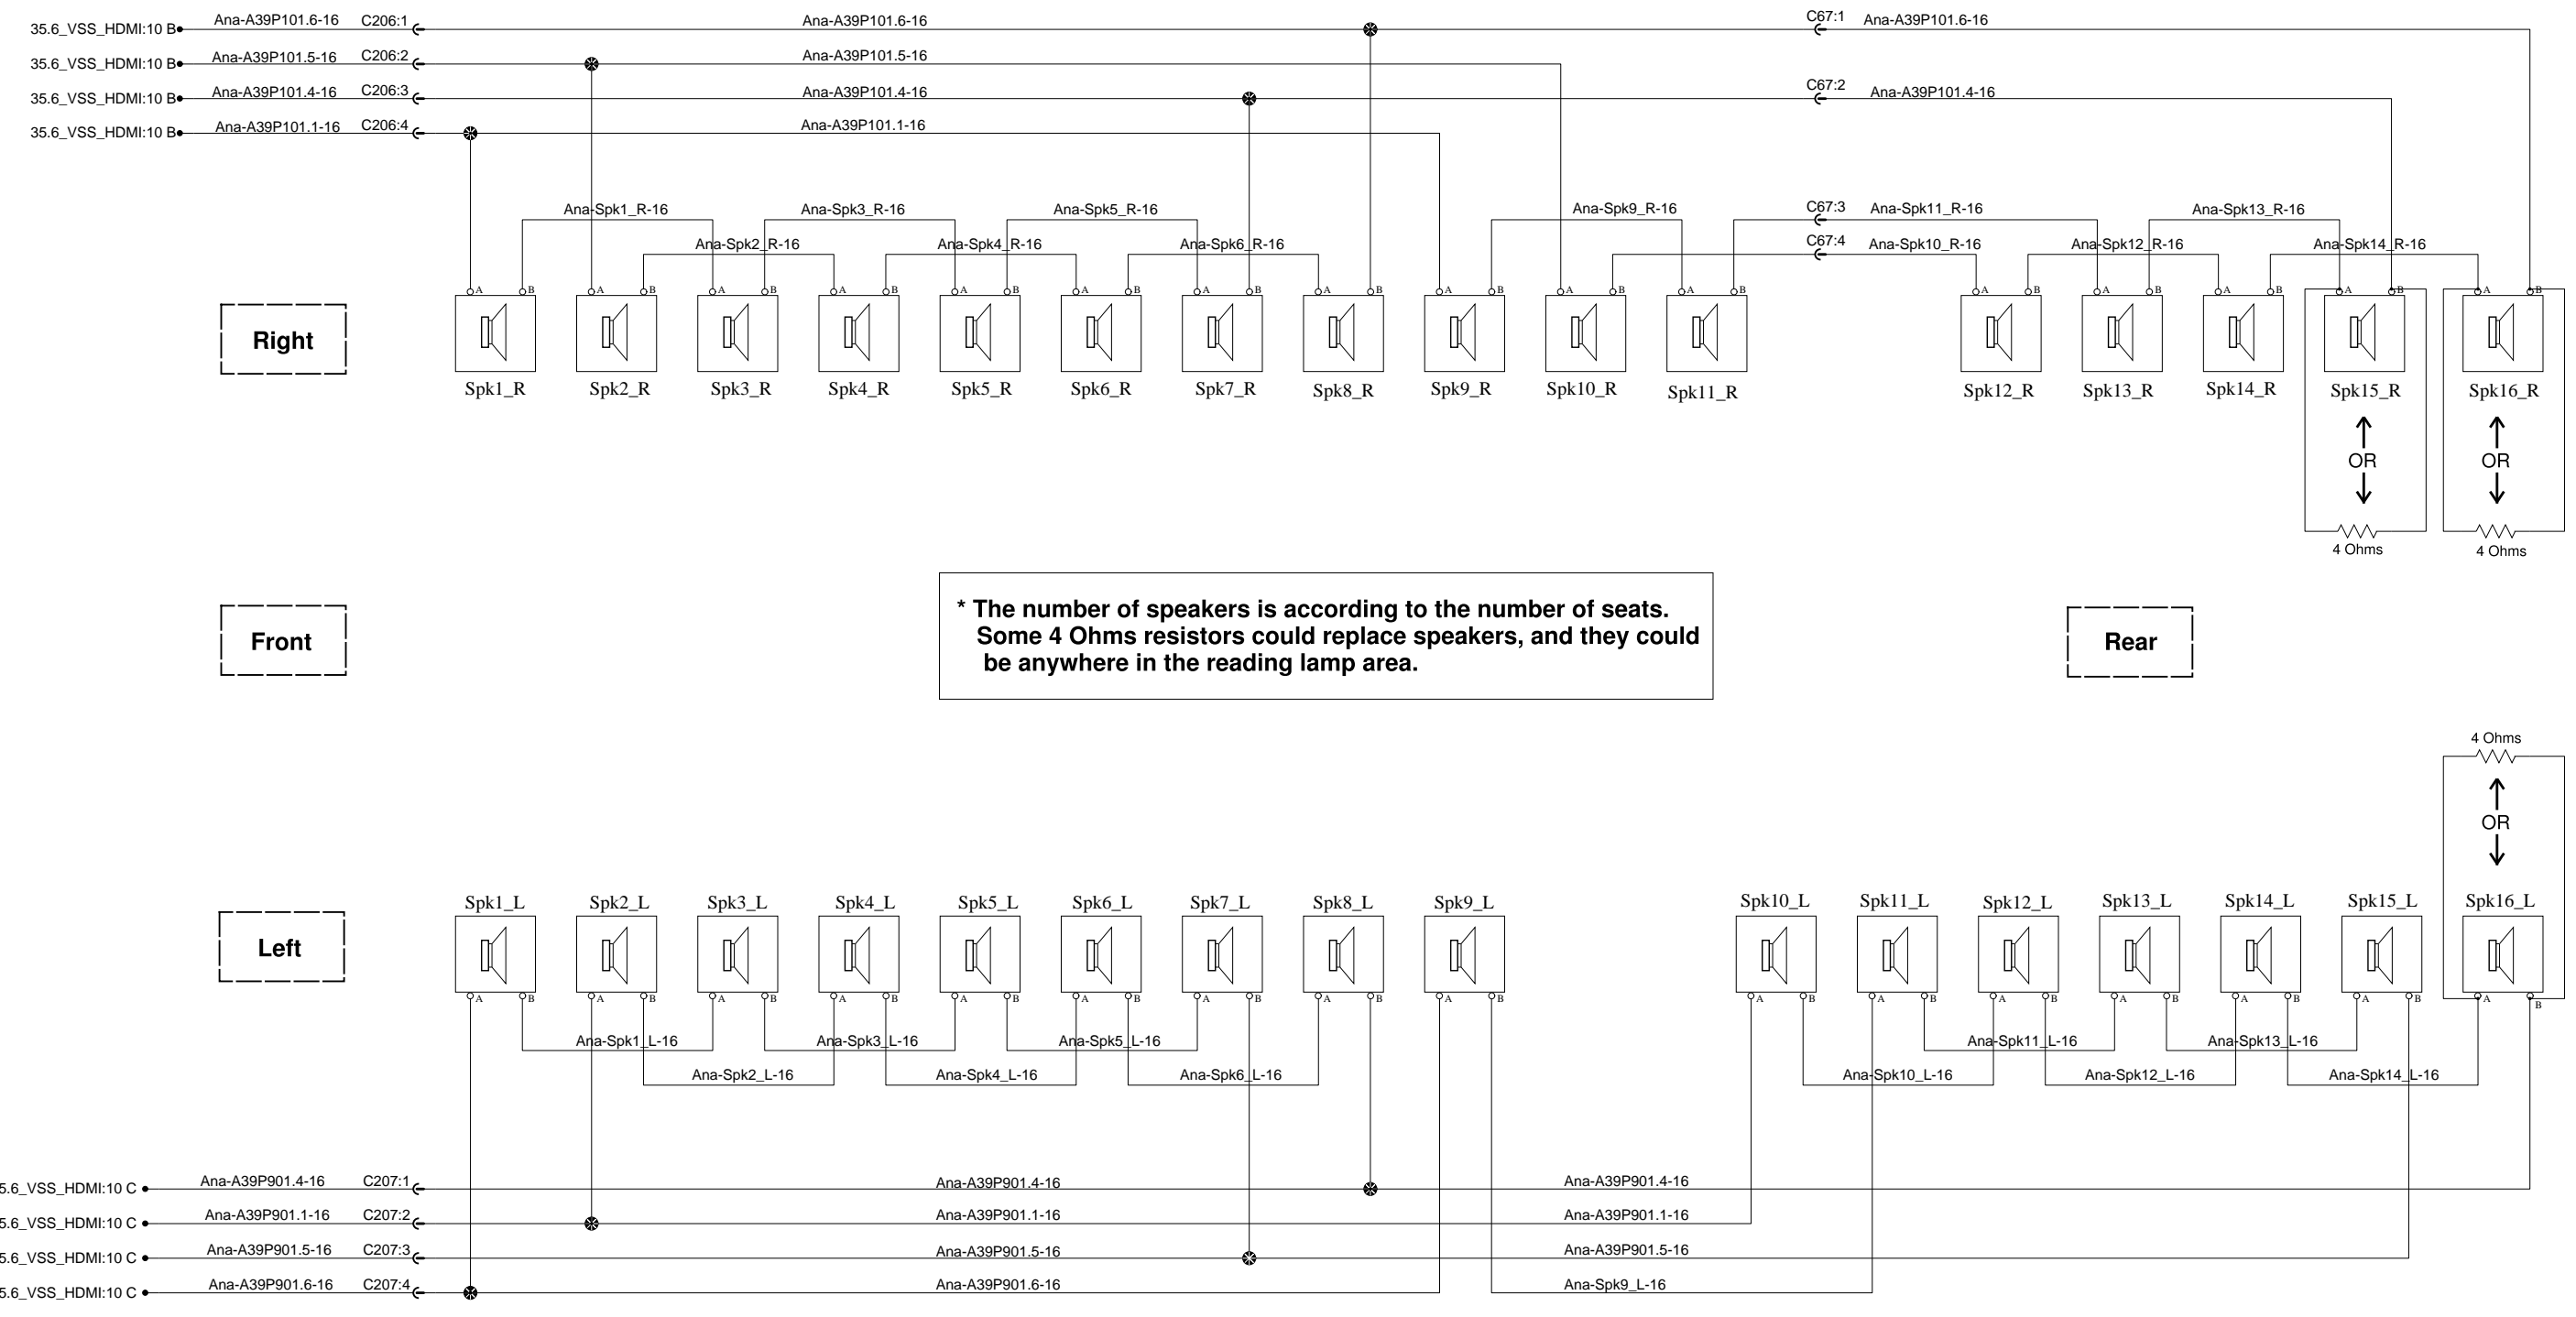 Ana-A39P101.6-16 C206:1 Ana-A39P101.6-16 C67:1 Ana-A39P101.6-16
35.6_VSS_HDMI:10 B
Ana-A39P101.5-16 C206:2 Ana-A39P101.5-16
35.6_VSS_HDMI:10 B
Ana-A39P101.4-16 C206:3 Ana-A39P101.4-16 C67:2 Ana-A39P101.4-16
35.6_VSS_HDMI:10 B
Ana-A39P101.1-16 C206:4 Ana-A39P101.1-16
35.6_VSS_HDMI:10 B
Ana-Spk1_R-16 Ana-Spk3_R-16 Ana-Spk5_R-16 Ana-Spk9_R-16 C67:3 Ana-Spk11_R-16 Ana-Spk13_R-16
Ana-Spk2_R-16 Ana-Spk4_R-16 Ana-Spk6_R-16 C67:4 Ana-Spk10_R-16 Ana-Spk12_R-16 Ana-Spk14_R-16
A B A B A B A B A B A B A B A B A B A B A B A B A B A B A B A B
Right
Spk1_R Spk2_R Spk3_R Spk4_R Spk5_R Spk6_R Spk7_R Spk8_R Spk9_R Spk10_R Spk11_R Spk12_R Spk13_R Spk14_R Spk15_R Spk16_R
OR OR
4 Ohms 4 Ohms
* The number of speakers is according to the number of seats.
Some 4 Ohms resistors could replace speakers, and they could
be anywhere in the reading lamp area.
Front Rear
4 Ohms
OR
Spk1_L Spk2_L Spk3_L Spk4_L Spk5_L Spk6_L Spk7_L Spk8_L Spk9_L Spk10_L Spk11_L Spk12_L Spk13_L Spk14_L Spk15_L Spk16_L
Left
A B A B A B A B A B A B A B A B A B A B A B A B A B A B A B A B
Ana-Spk1_L-16 Ana-Spk3_L-16 Ana-Spk5_L-16 Ana-Spk11_L-16 Ana-Spk13_L-16
Ana-Spk2_L-16 Ana-Spk4_L-16 Ana-Spk6_L-16 Ana-Spk10_L-16 Ana-Spk12_L-16 Ana-Spk14_L-16
5.6_VSS_HDMI:10 C Ana-A39P901.4-16 C207:1 Ana-A39P901.4-16 Ana-A39P901.4-16
5.6_VSS_HDMI:10 C Ana-A39P901.1-16 C207:2 Ana-A39P901.1-16 Ana-A39P901.1-16
5.6_VSS_HDMI:10 C Ana-A39P901.5-16 C207:3 Ana-A39P901.5-16 Ana-A39P901.5-16
5.6_VSS_HDMI:10 C Ana-A39P901.6-16 C207:4 Ana-A39P901.6-16 Ana-Spk9_L-16